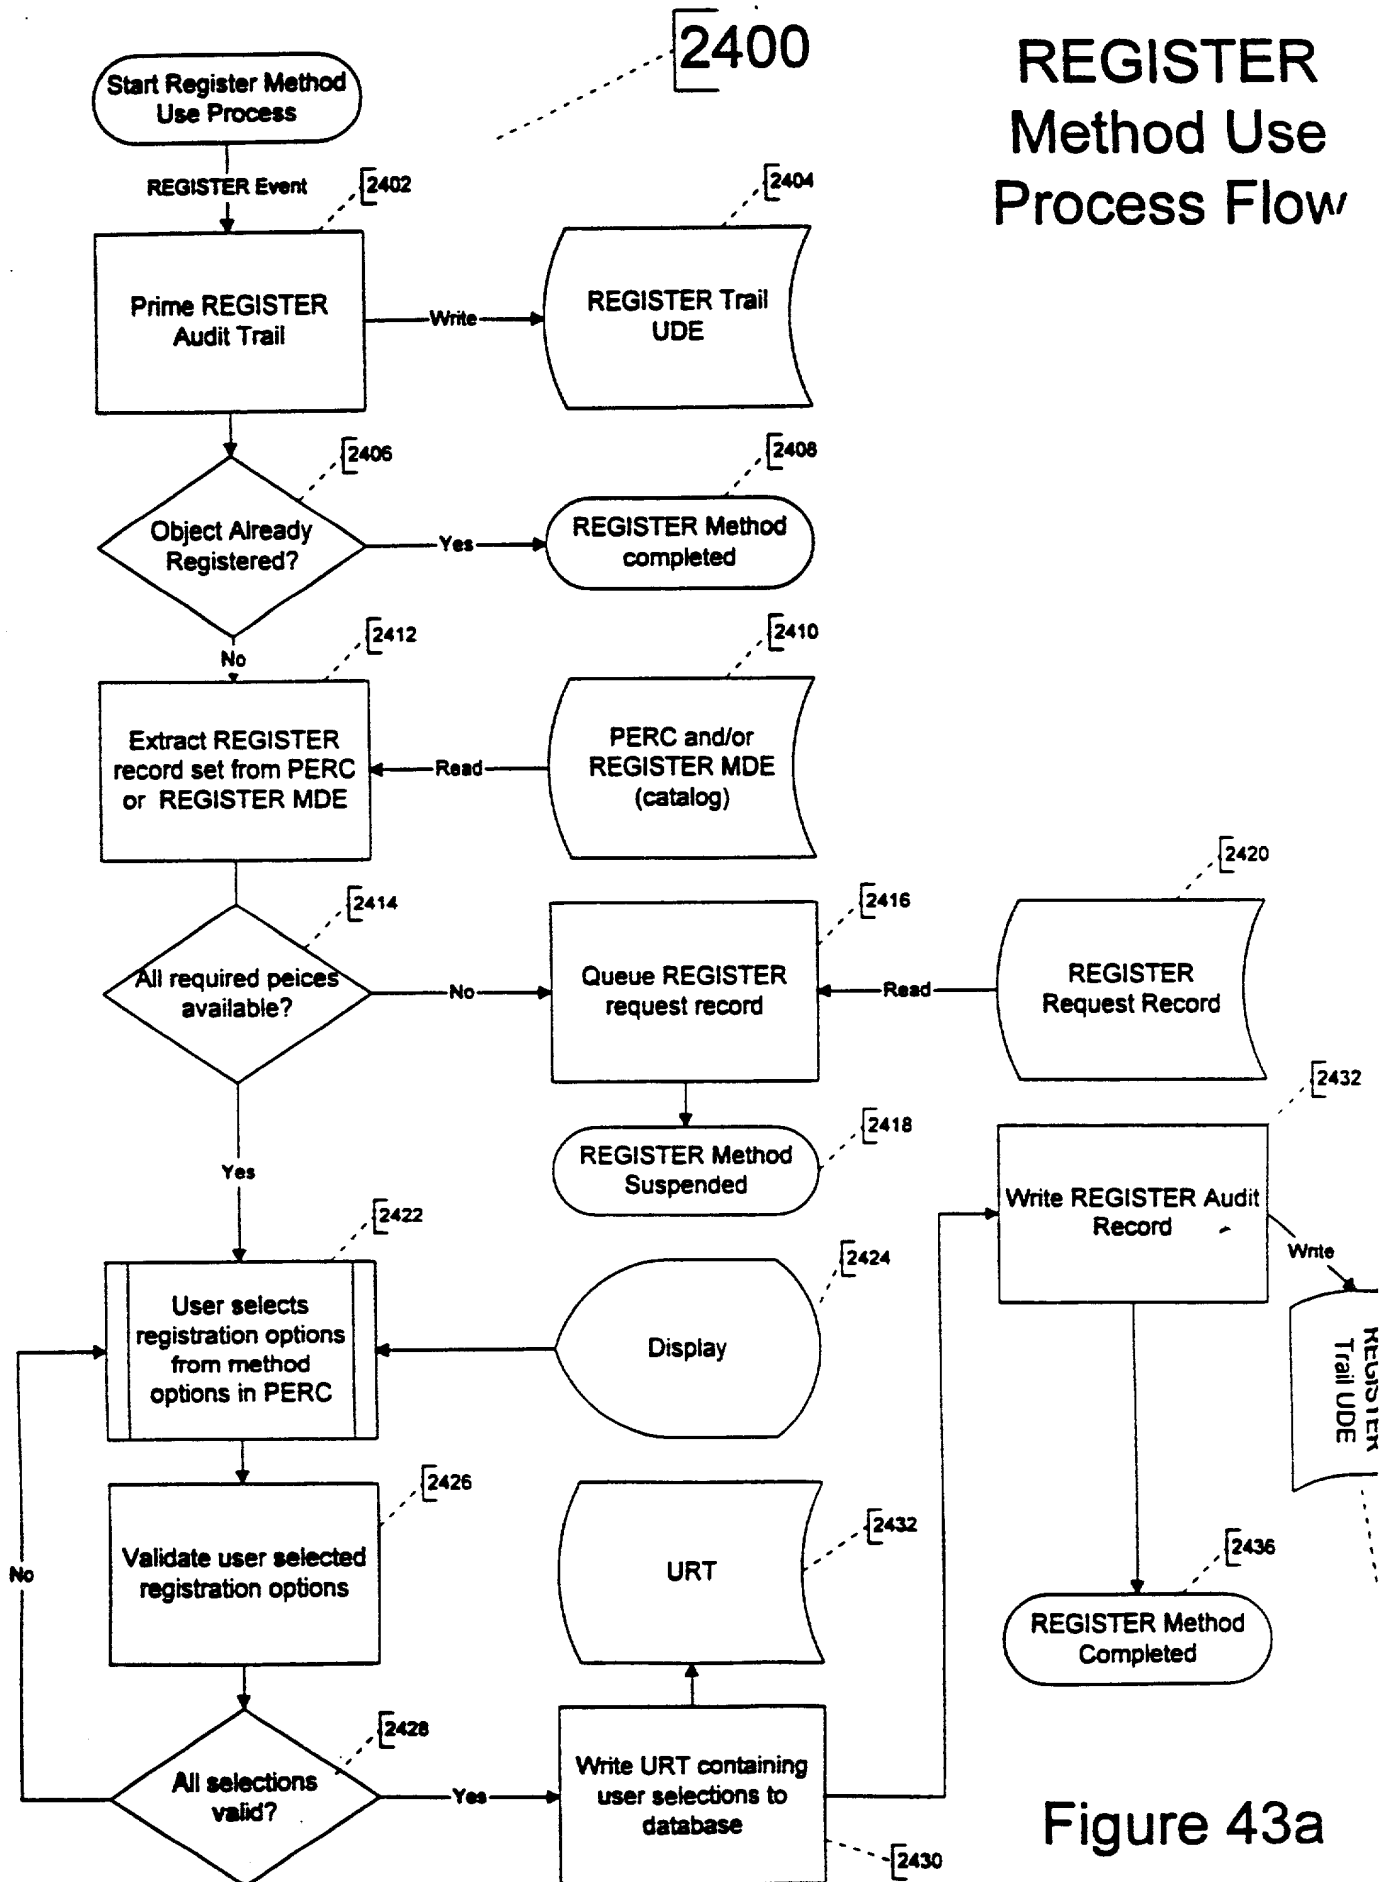 2400
REGISTER
Method Use
Process Flow
Start Register Method
Use Process
REGISTER Event
2402
2404
Prime REGISTER
Audit Trail
Write
REGISTER Trail
UDE
2406
2408
Object Already
Registered?
Yes
REGISTER Method
completed
No
2412
2410
Extract REGISTER
record set from PERC
or REGISTER MDE
Read
PERC and/or
REGISTER MDE
(catalog)
2414
2416
2420
All required peices
available?
No
Queue REGISTER
request record
Read
REGISTER
Request Record
2418
REGISTER Method
Suspended
2432
Write REGISTER Audit
Record
Write
REGISTER
Trail UDE
Yes
2422
2424
User selects
registration options
from method
options in PERC
Display
2426
2432
Validate user selected
registration options
URT
No
2436
REGISTER Method
Completed
2428
All selections
valid?
Yes
Write URT containing
user selections to
database
2430
Figure 43a